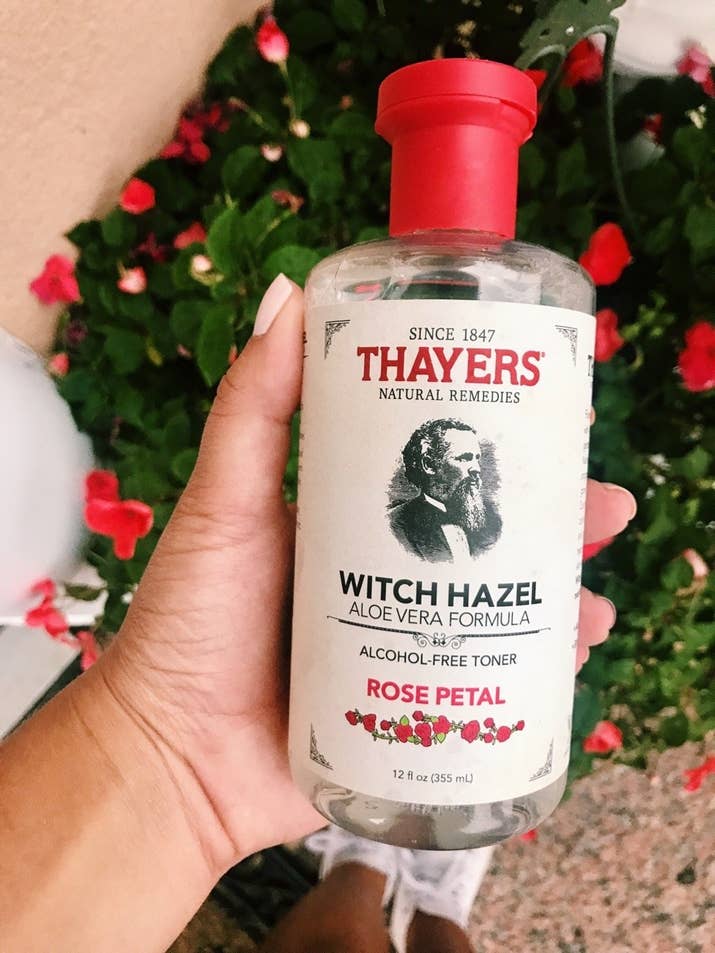 SINCE 1847
THAYERS
NATURAL REMEDIES
WITCH HAZEL
ALOE VERA FORMULA
ALCOHOL-FREE TONER
ROSE PETAL
12 fl oz (355 mL)